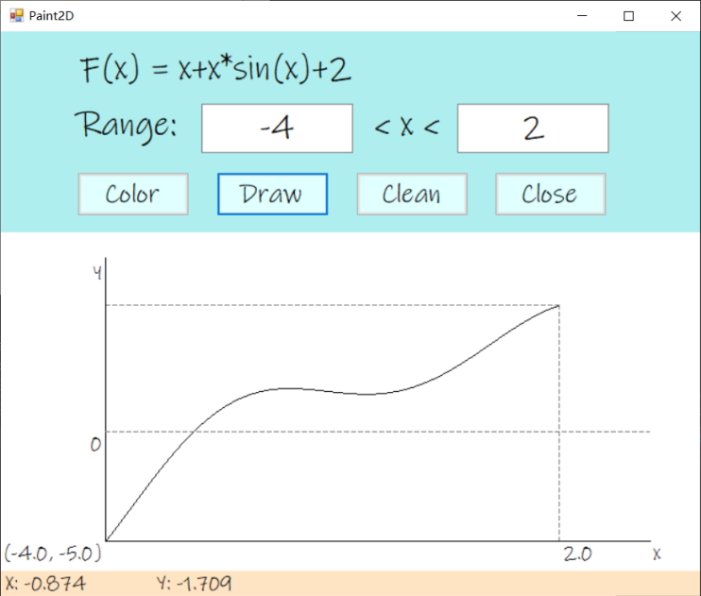 Paint2D
F(x) = x+x*sin(x)+2
Range: -4 < x < 2
Color Draw Clean Close
y
0
(-4.0, -5.0) 2.0 x
X: -0.874 Y: -1.709